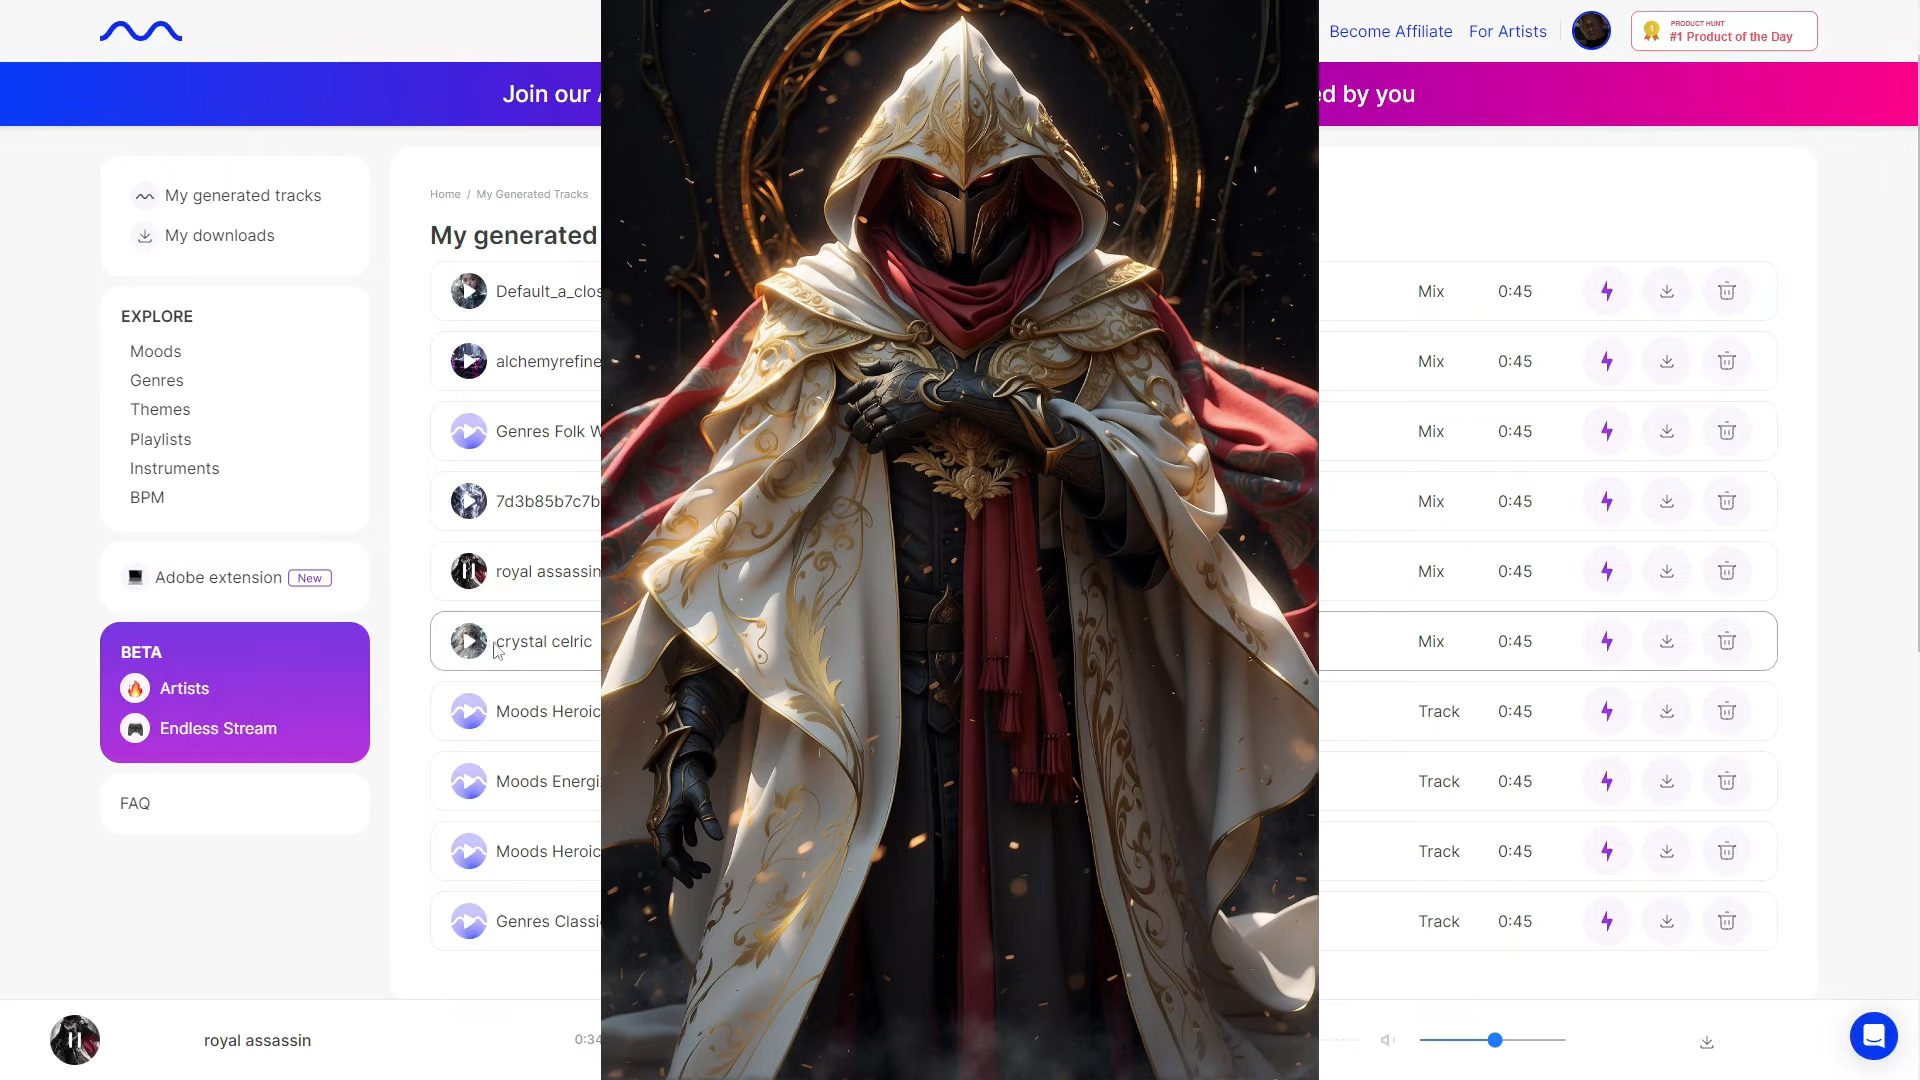 Become Affiliate
For Artists
PRODUCT HUNT
#1 Product of the Day
Join our
ed by you
My generated tracks
My downloads
EXPLORE
Moods
Genres
Themes
Playlists
Instruments
BPM
Adobe extension New
BETA
Artists
Endless Stream
FAQ
Home / My Generated Tracks
My generated
Default_a_clos Mix 0:45
alchemyrefine Mix 0:45
Genres Folk W Mix 0:45
7d3b85b7c7b Mix 0:45
royal assassin Mix 0:45
crystal celric Mix 0:45
Moods Heroic Track 0:45
Moods Energi Track 0:45
Moods Heroic Track 0:45
Genres Classi Track 0:45
royal assassin
0:34